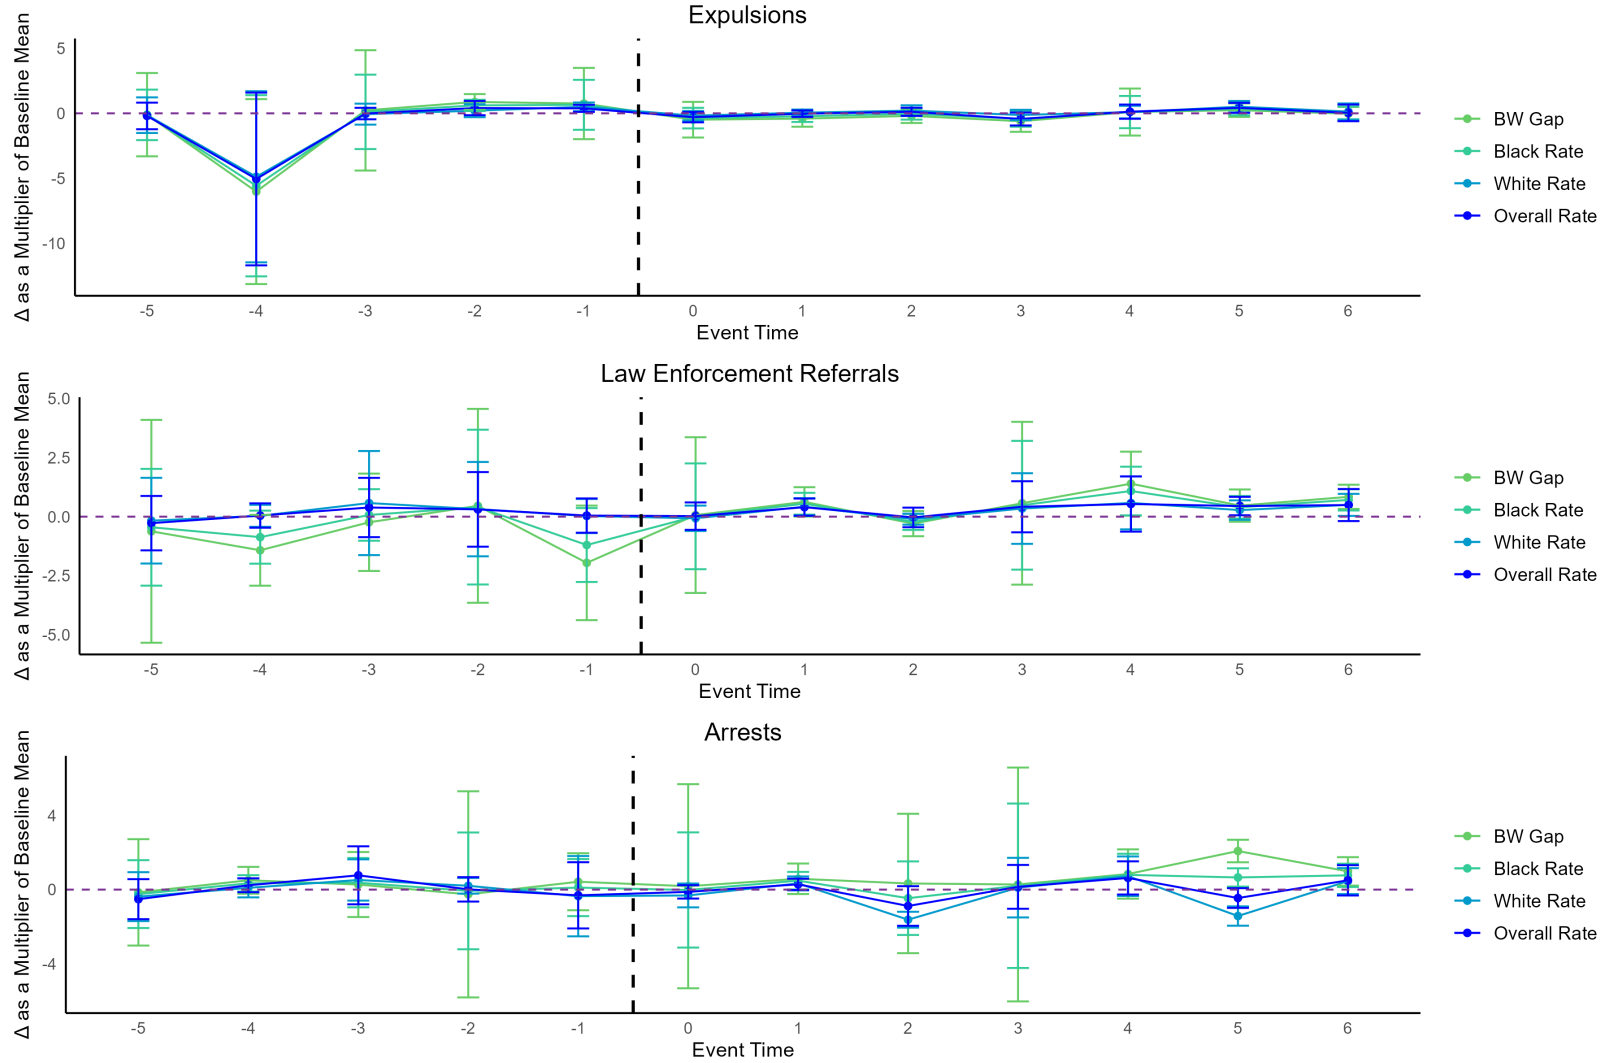 Expulsions
Δ as a Multiplier of Baseline Mean
5
0
-5
-10
-5 -4 -3 -2 -1 0 1 2 3 4 5 6
Event Time
BW Gap
Black Rate
White Rate
Overall Rate
Law Enforcement Referrals
Δ as a Multiplier of Baseline Mean
5.0
2.5
0.0
-2.5
-5.0
-5 -4 -3 -2 -1 0 1 2 3 4 5 6
Event Time
BW Gap
Black Rate
White Rate
Overall Rate
Arrests
Δ as a Multiplier of Baseline Mean
4
0
-4
-5 -4 -3 -2 -1 0 1 2 3 4 5 6
Event Time
BW Gap
Black Rate
White Rate
Overall Rate